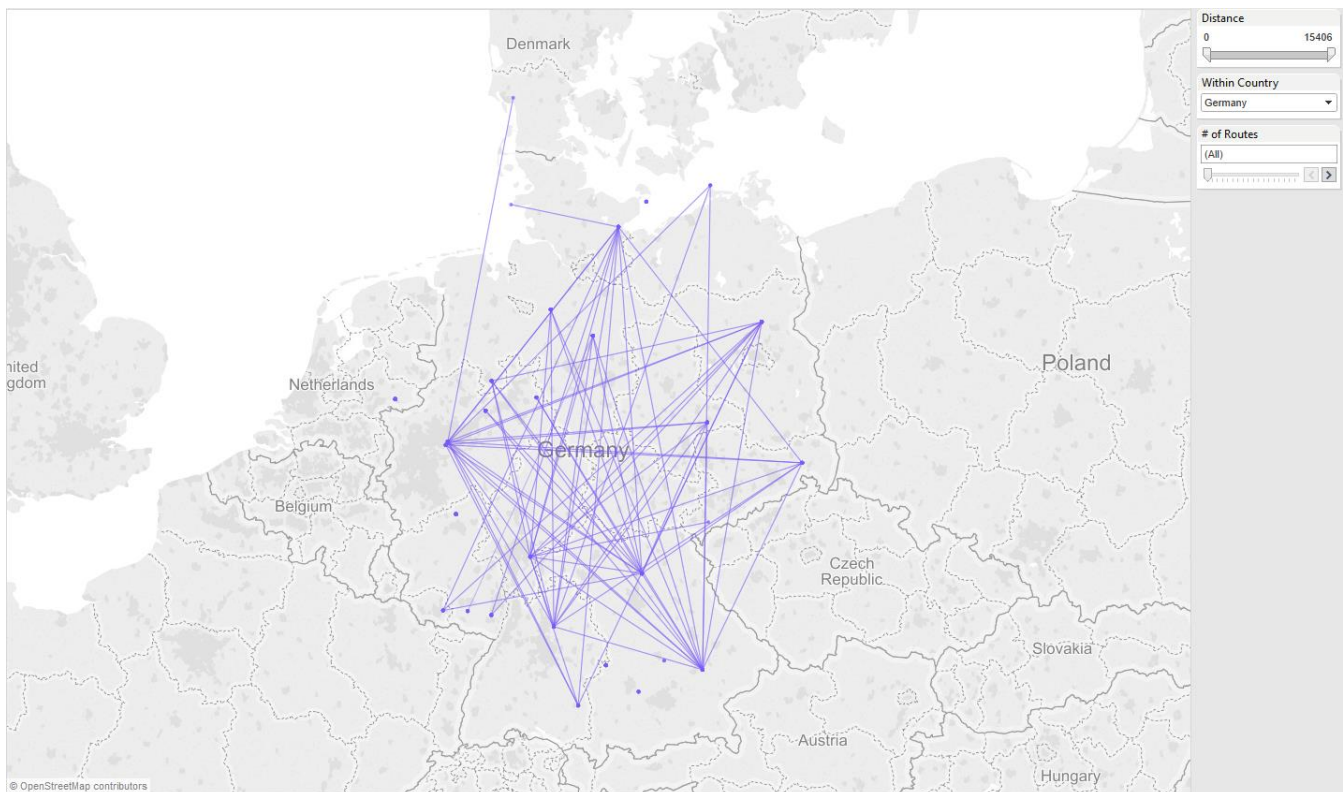 Denmark
nited
gdom
Netherlands
Poland
Germany
Belgium
Czech
Republic
Slovakia
Austria
Hungary
© OpenStreetMap contributors
Distance
0 15406
Within Country
Germany
# of Routes
(All)